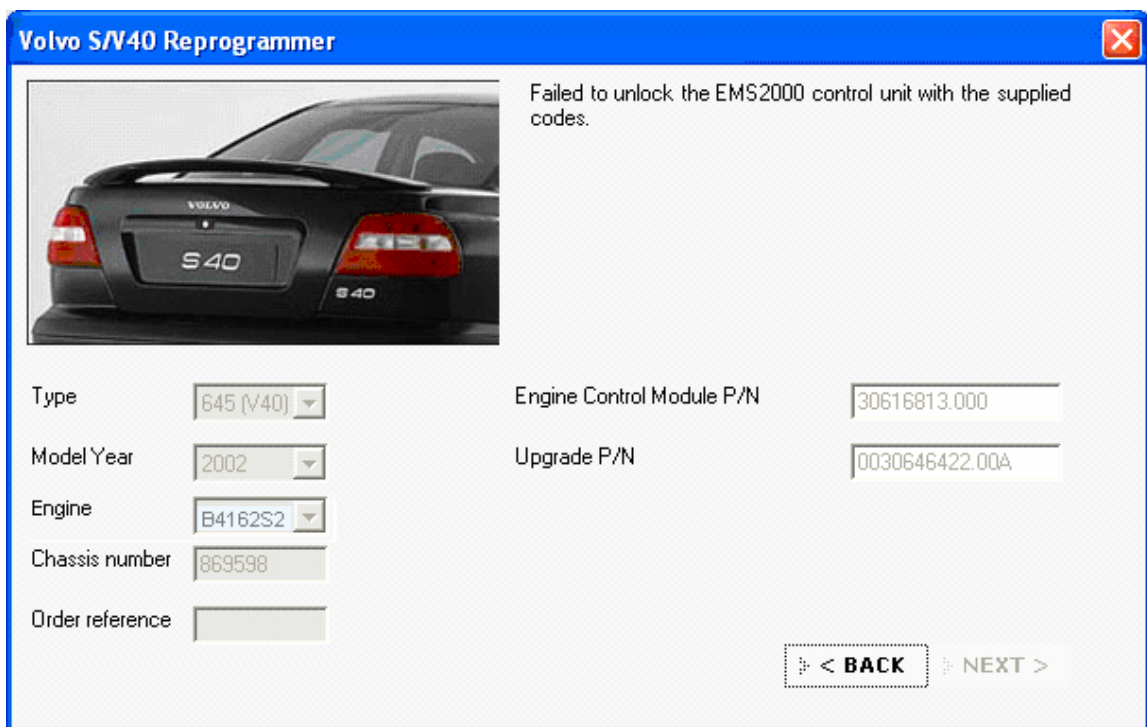 Volvo S/V40 Reprogrammer
Failed to unlock the EMS2000 control unit with the supplied
codes.
VOLVO
S40
S40
Type
645 (V40)
Engine Control Module P/N
30616813.000
Model Year
2002
Upgrade P/N
0030646422.00A
Engine
B4162S2
Chassis number
869598
Order reference
< BACK
NEXT >